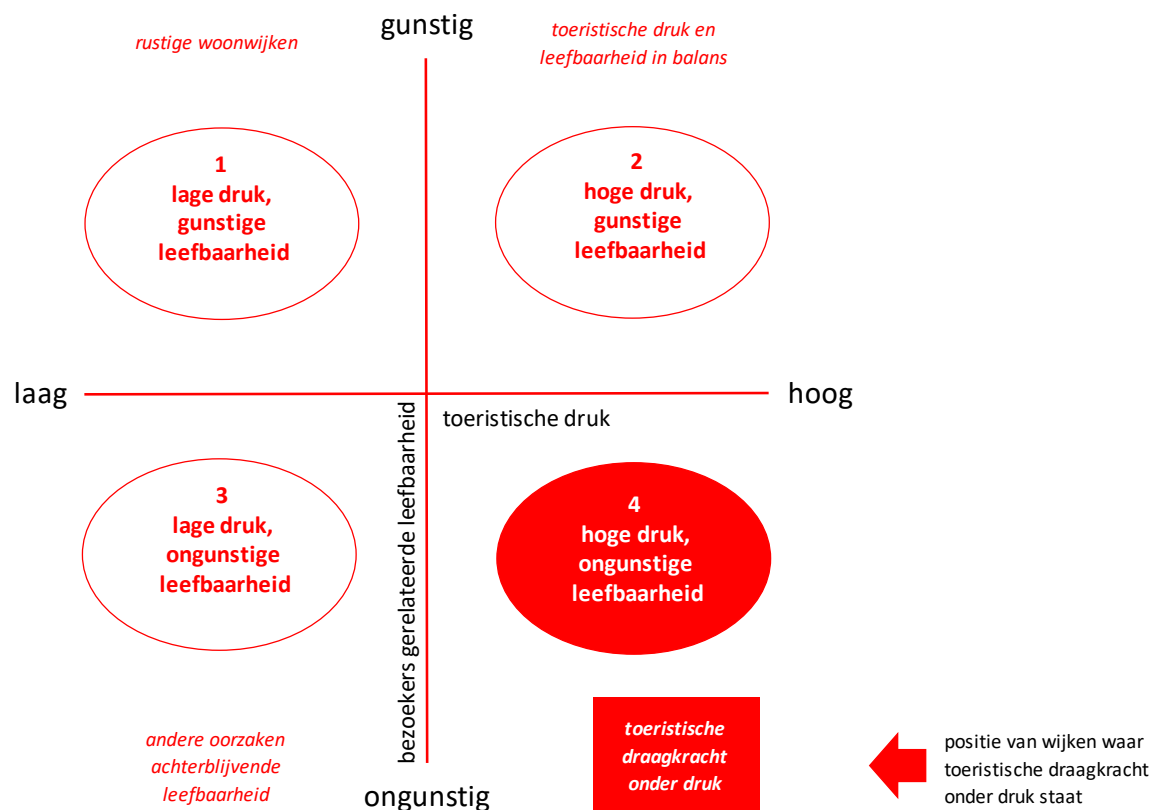 gunstig
rustige woonwijken
toeristische druk en
leefbaarheid in balans
1
lage druk,
gunstige
leefbaarheid
2
hoge druk,
gunstige
leefbaarheid
laag
hoog
toeristische druk
bezoekers gerelateerde leefbaarheid
3
lage druk,
ongunstige
leefbaarheid
4
hoge druk,
ongunstige
leefbaarheid
andere oorzaken
achterblijvende
leefbaarheid
ongunstig
toeristische
draagkracht
onder druk
positie van wijken waar
toeristische draagkracht
onder druk staat